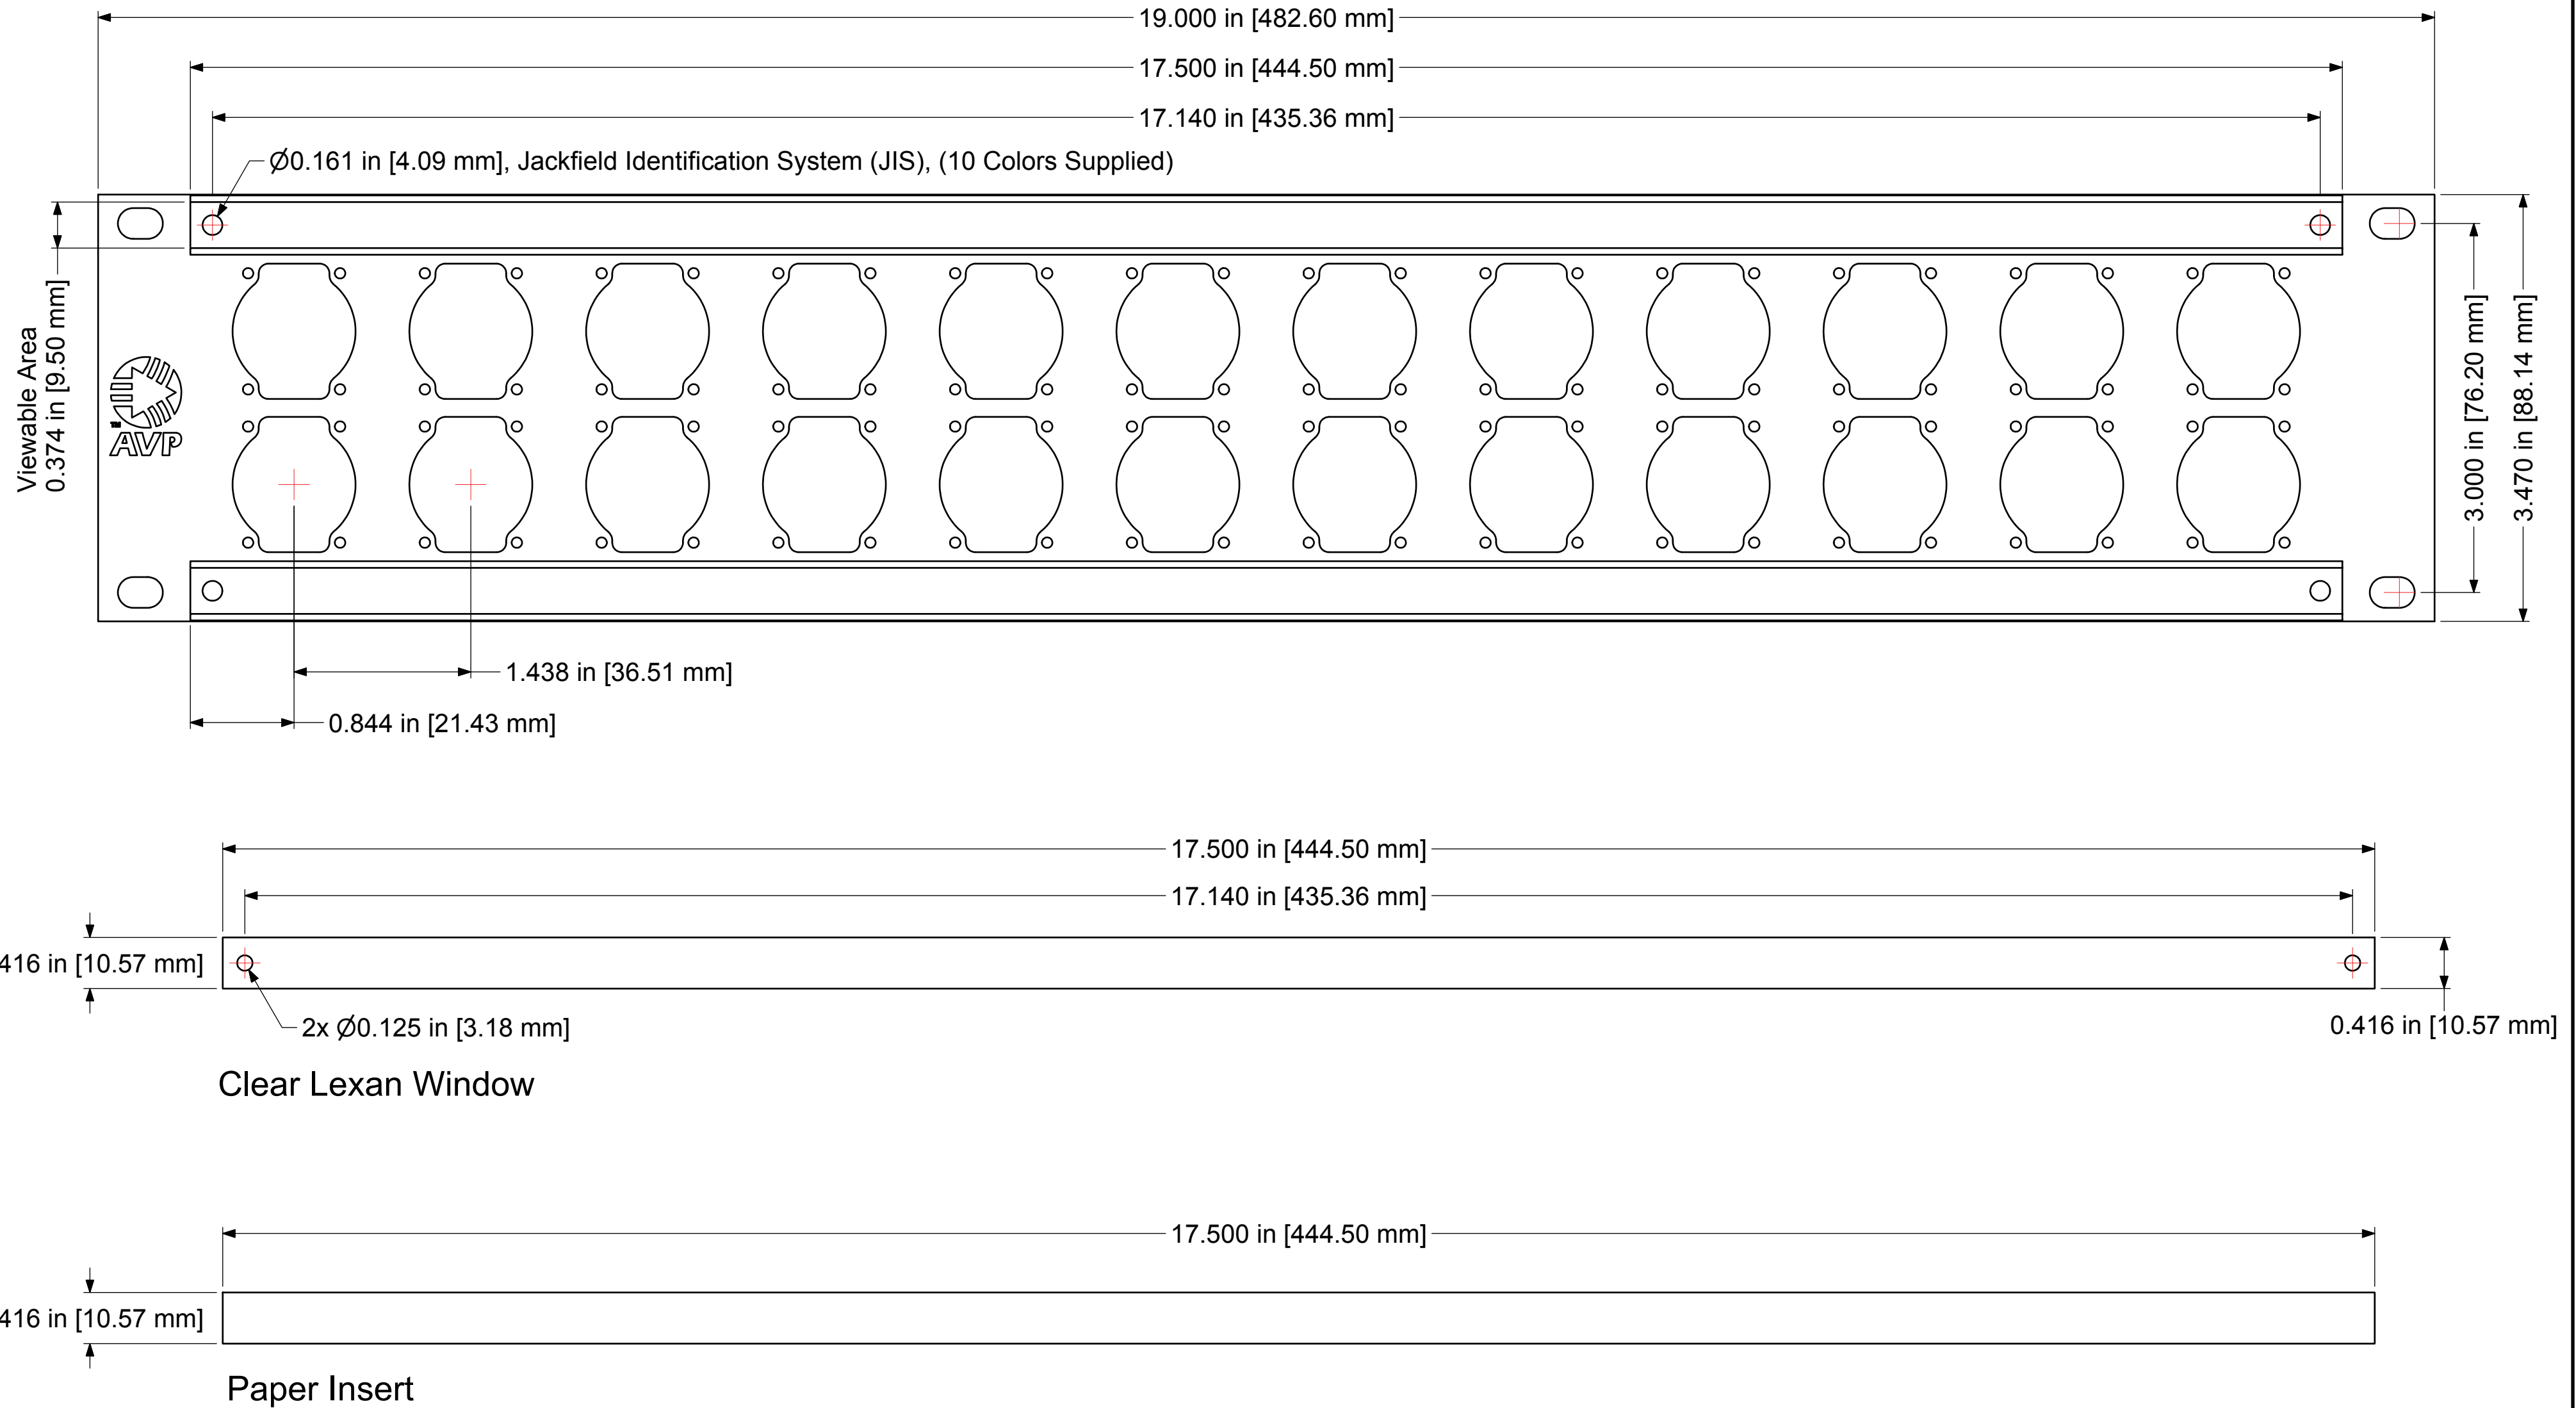 19.000 in [482.60 mm]
17.500 in [444.50 mm]
17.140 in [435.36 mm]
Ø0.161 in [4.09 mm], Jackfield Identification System (JIS), (10 Colors Supplied)
Viewable Area
0.374 in [9.50 mm]
TM
AVP
3.000 in [76.20 mm]
3.470 in [88.14 mm]
1.438 in [36.51 mm]
0.844 in [21.43 mm]
17.500 in [444.50 mm]
17.140 in [435.36 mm]
416 in [10.57 mm]
2x Ø0.125 in [3.18 mm]
0.416 in [10.57 mm]
Clear Lexan Window
17.500 in [444.50 mm]
416 in [10.57 mm]
Paper Insert